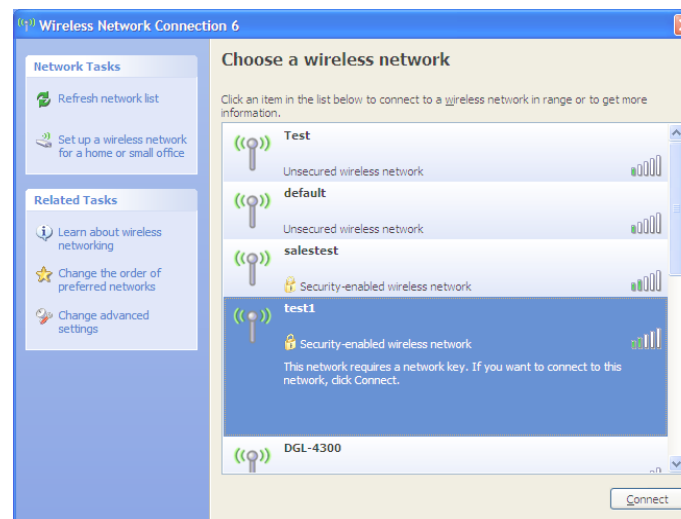 Wireless Network Connection 6
Network Tasks
Refresh network list
Set up a wireless network
for a home or small office
Related Tasks
Learn about wireless
networking
Change the order of
preferred networks
Change advanced
settings
Choose a wireless network
Click an item in the list below to connect to a wireless network in range or to get more
information.
Test
Unsecured wireless network
default
Unsecured wireless network
salestest
Security-enabled wireless network
test1
Security-enabled wireless network
This network requires a network key. If you want to connect to this
network, click Connect.
DGL-4300
Connect